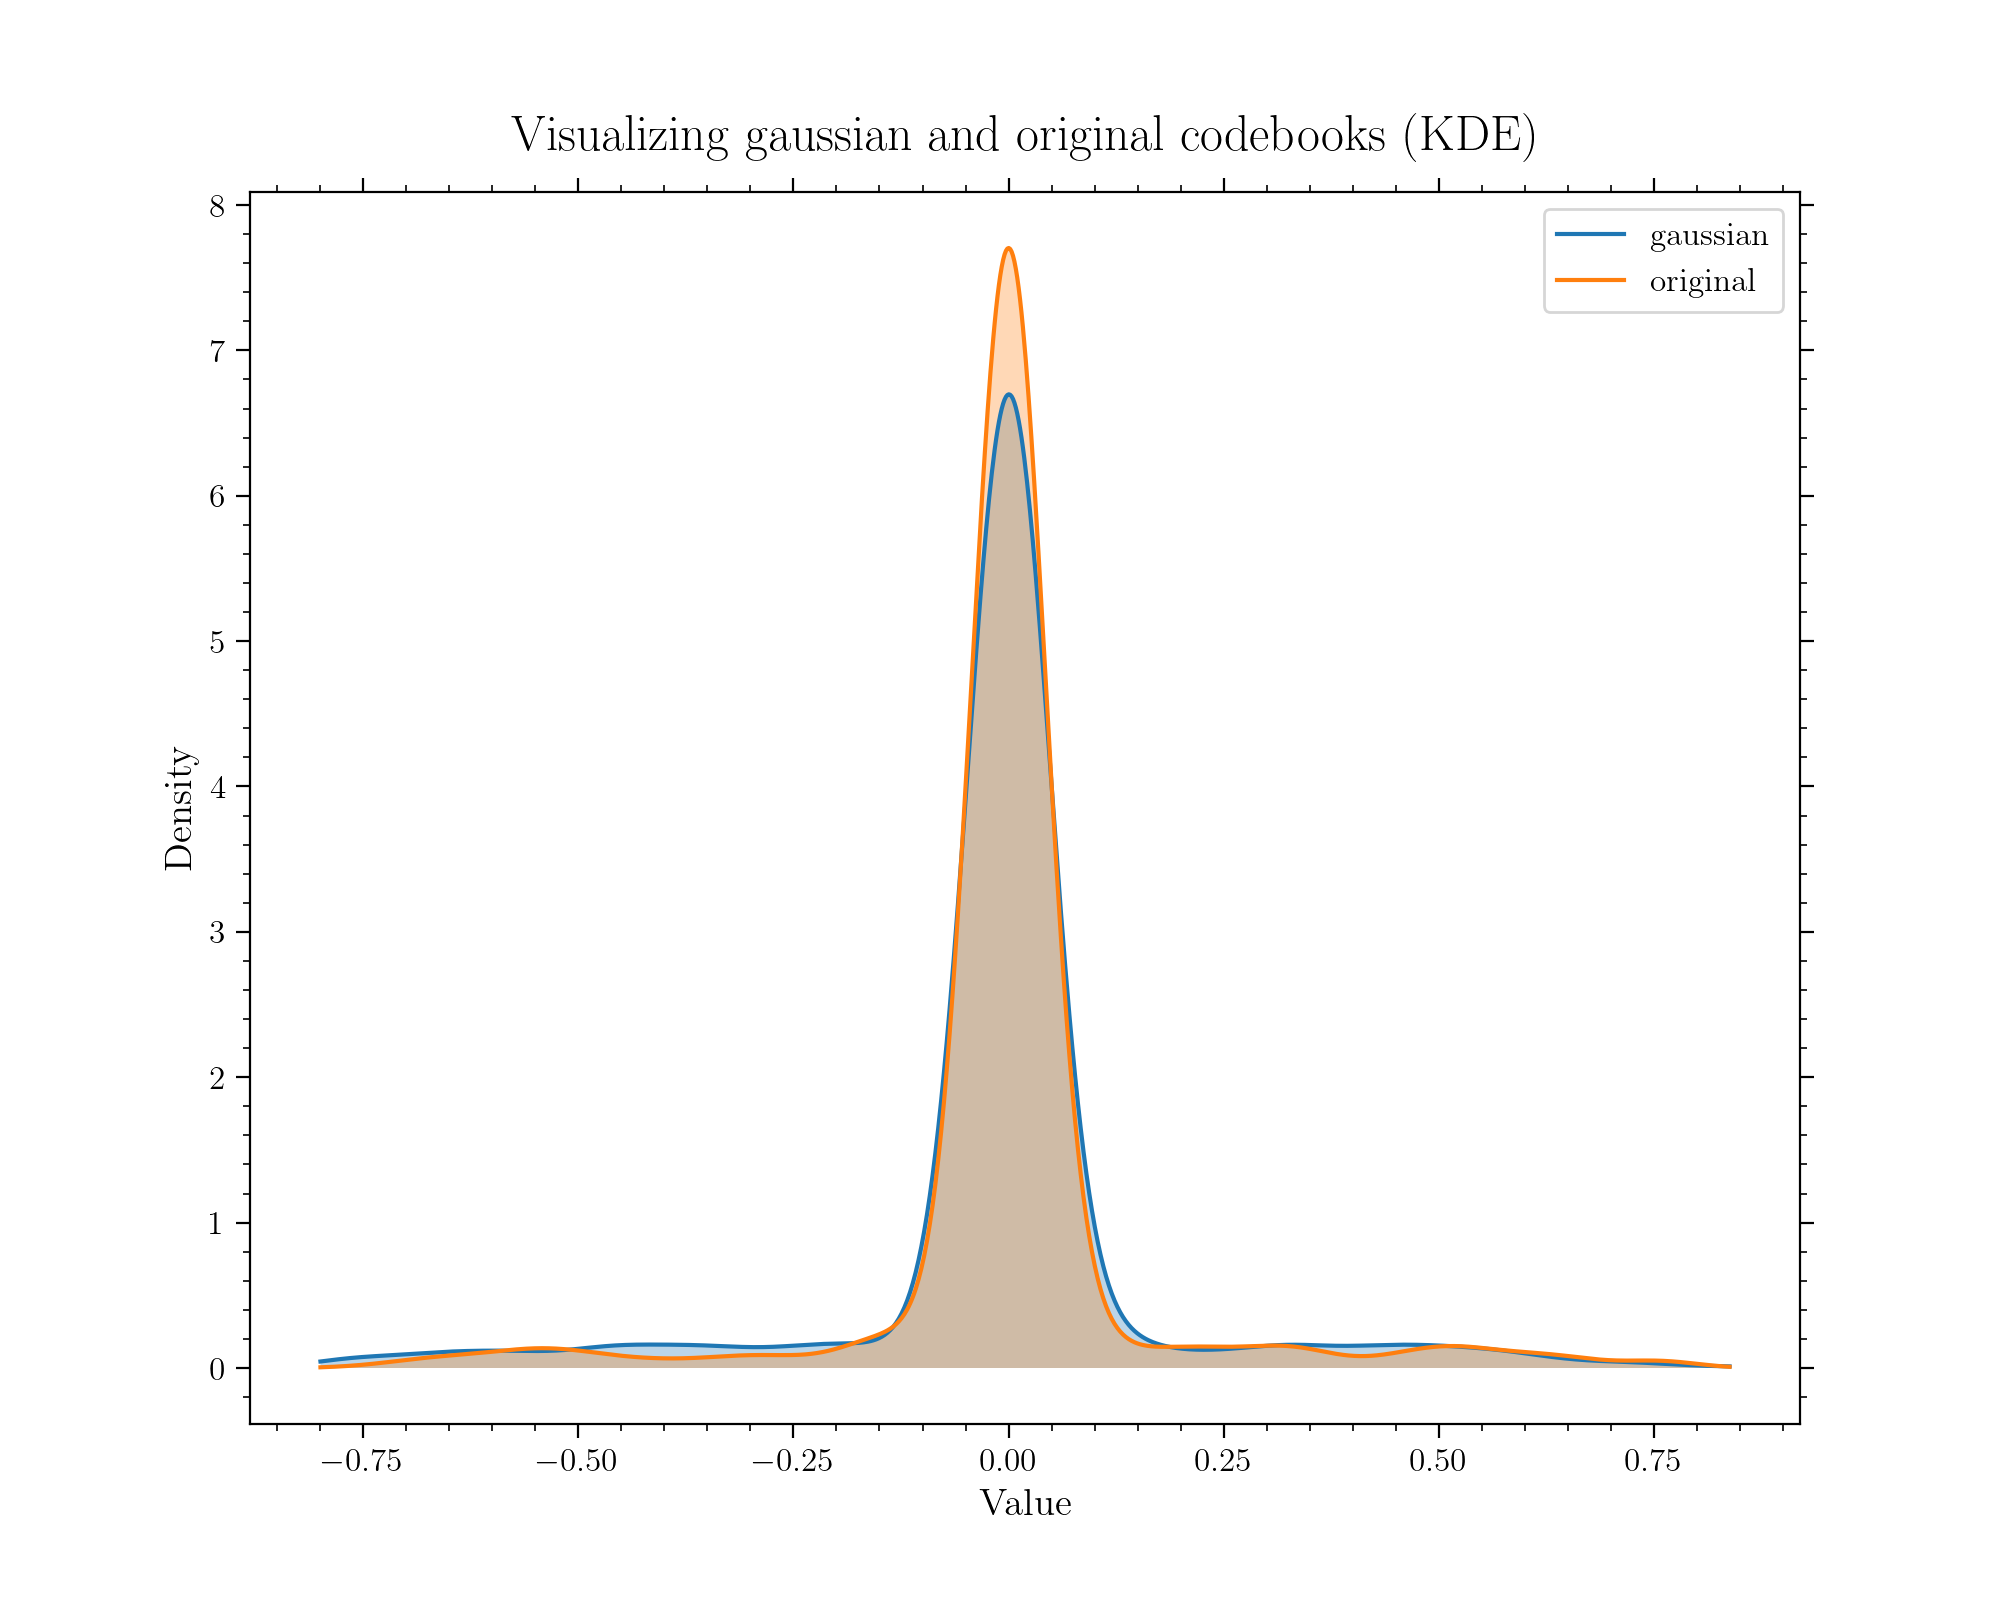 Visualizing gaussian and original codebooks (KDE)
gaussian
original
8
7
6
5
4
3
2
1
0
Density
−0.75 −0.50 −0.25 0.00 0.25 0.50 0.75
Value